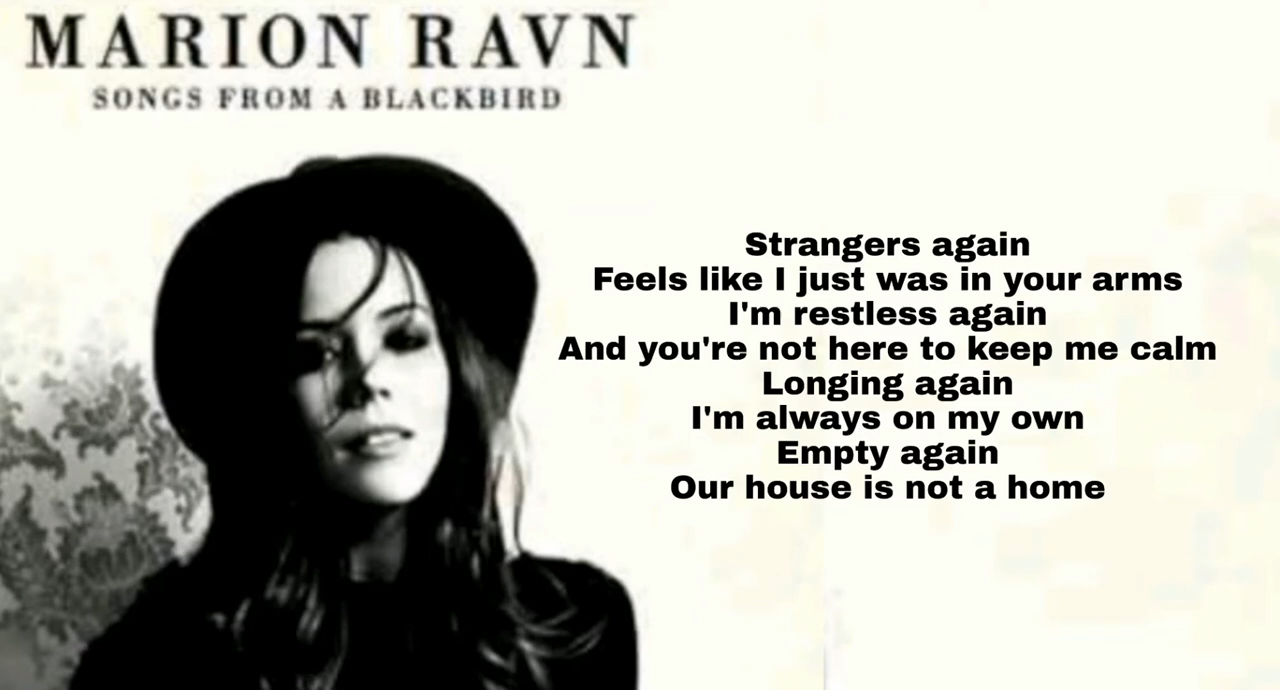 MARION RAVN
SONGS FROM A BLACKBIRD
Strangers again
Feels like I just was in your arms
I'm restless again
And you're not here to keep me calm
Longing again
I'm always on my own
Empty again
Our house is not a home